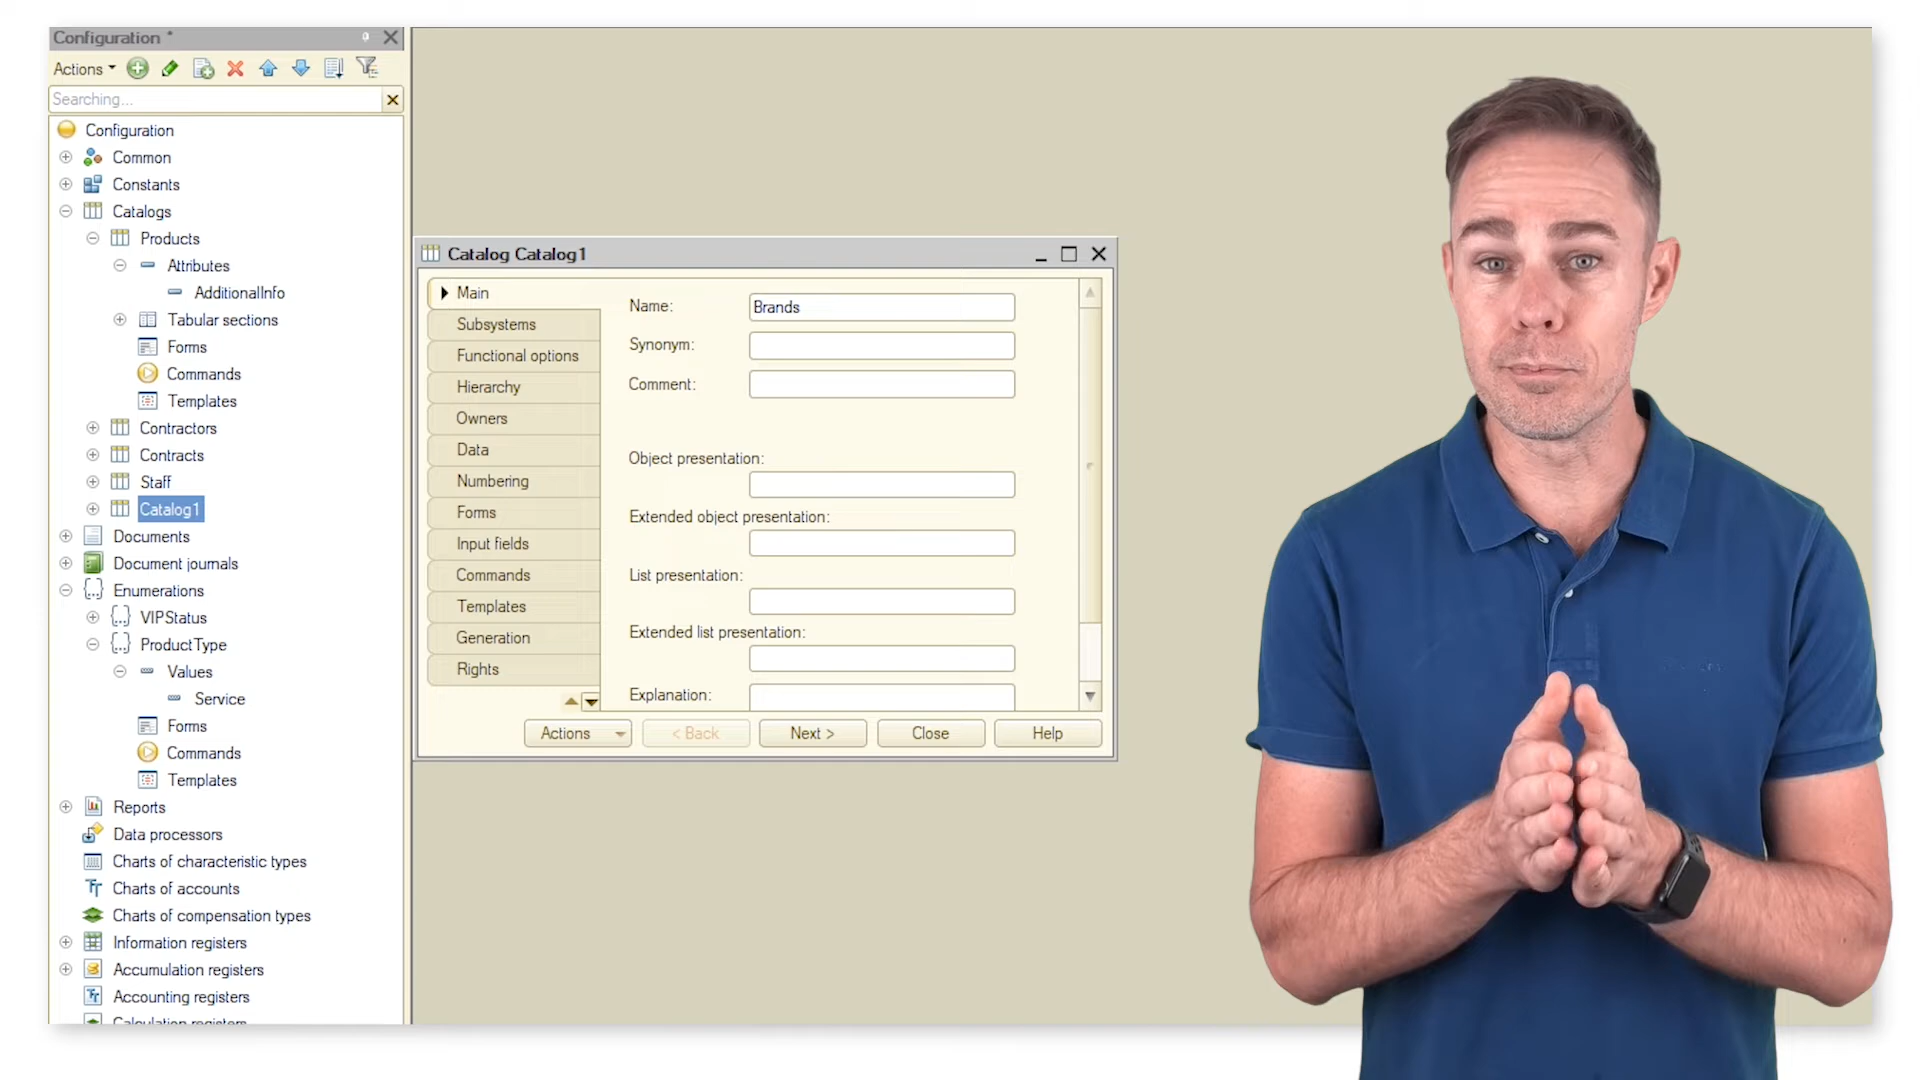 Configuration *
Actions
Searching...
Configuration
Common
Constants
Catalogs
Products
Attributes
AdditionalInfo
Tabular sections
Forms
Commands
Templates
Contractors
Contracts
Staff
Catalog1
Documents
Document journals
Enumerations
VIPStatus
ProductType
Values
Service
Forms
Commands
Templates
Reports
Data processors
Charts of characteristic types
Charts of accounts
Charts of compensation types
Information registers
Accumulation registers
Accounting registers
Calculation registers
Catalog Catalog1
Main
Subsystems
Functional options
Hierarchy
Owners
Data
Numbering
Forms
Input fields
Commands
Templates
Generation
Rights
Name: Brands
Synonym:
Comment:
Object presentation:
Extended object presentation:
List presentation:
Extended list presentation:
Explanation:
Actions < Back Next > Close Help